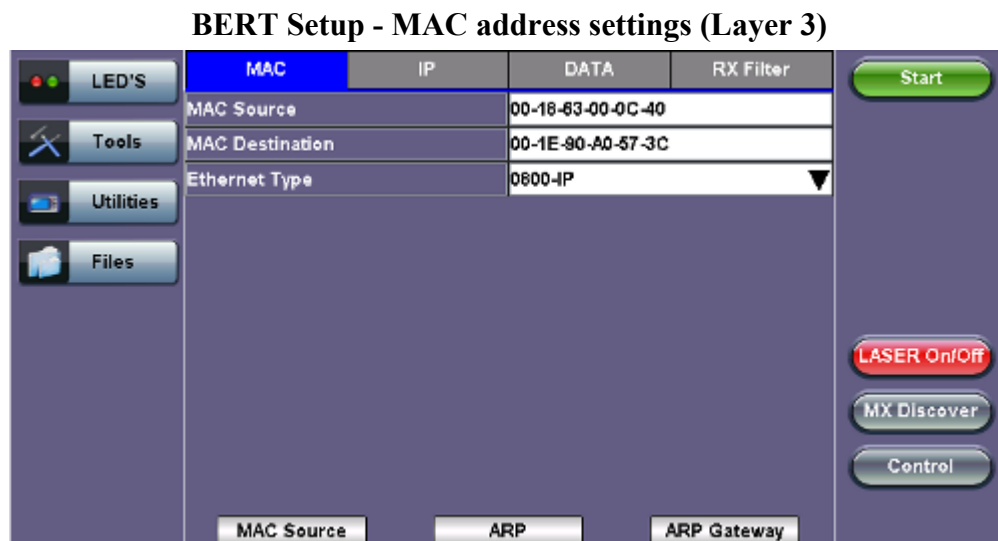 BERT Setup - MAC address settings (Layer 3)
LED'S
Tools
Utilities
Files
MAC IP DATA RX Filter
MAC Source 00-18-63-00-0C-40
MAC Destination 00-1E-90-A0-57-3C
Ethernet Type 0800-IP
MAC Source ARP ARP Gateway
Start
LASER On/Off
MX Discover
Control